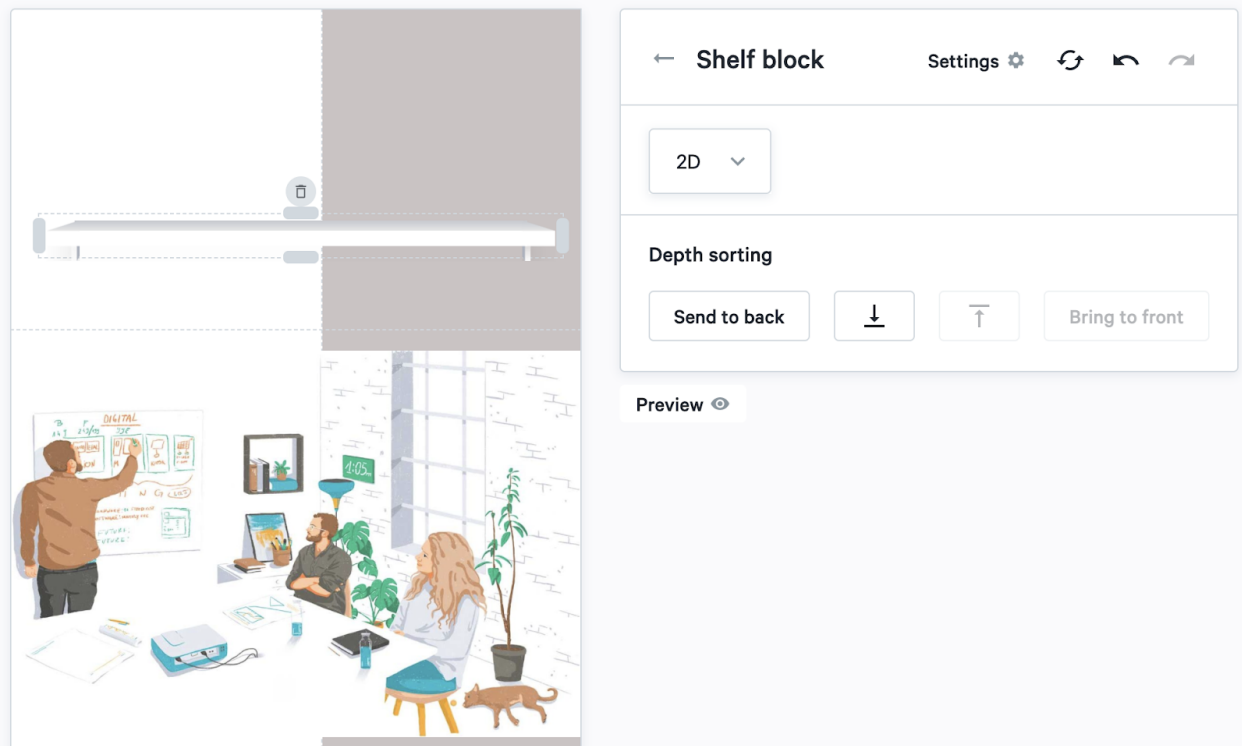 Shelf block
Settings
2D
Depth sorting
Send to back
Bring to front
Preview
DIGITAL
1:05